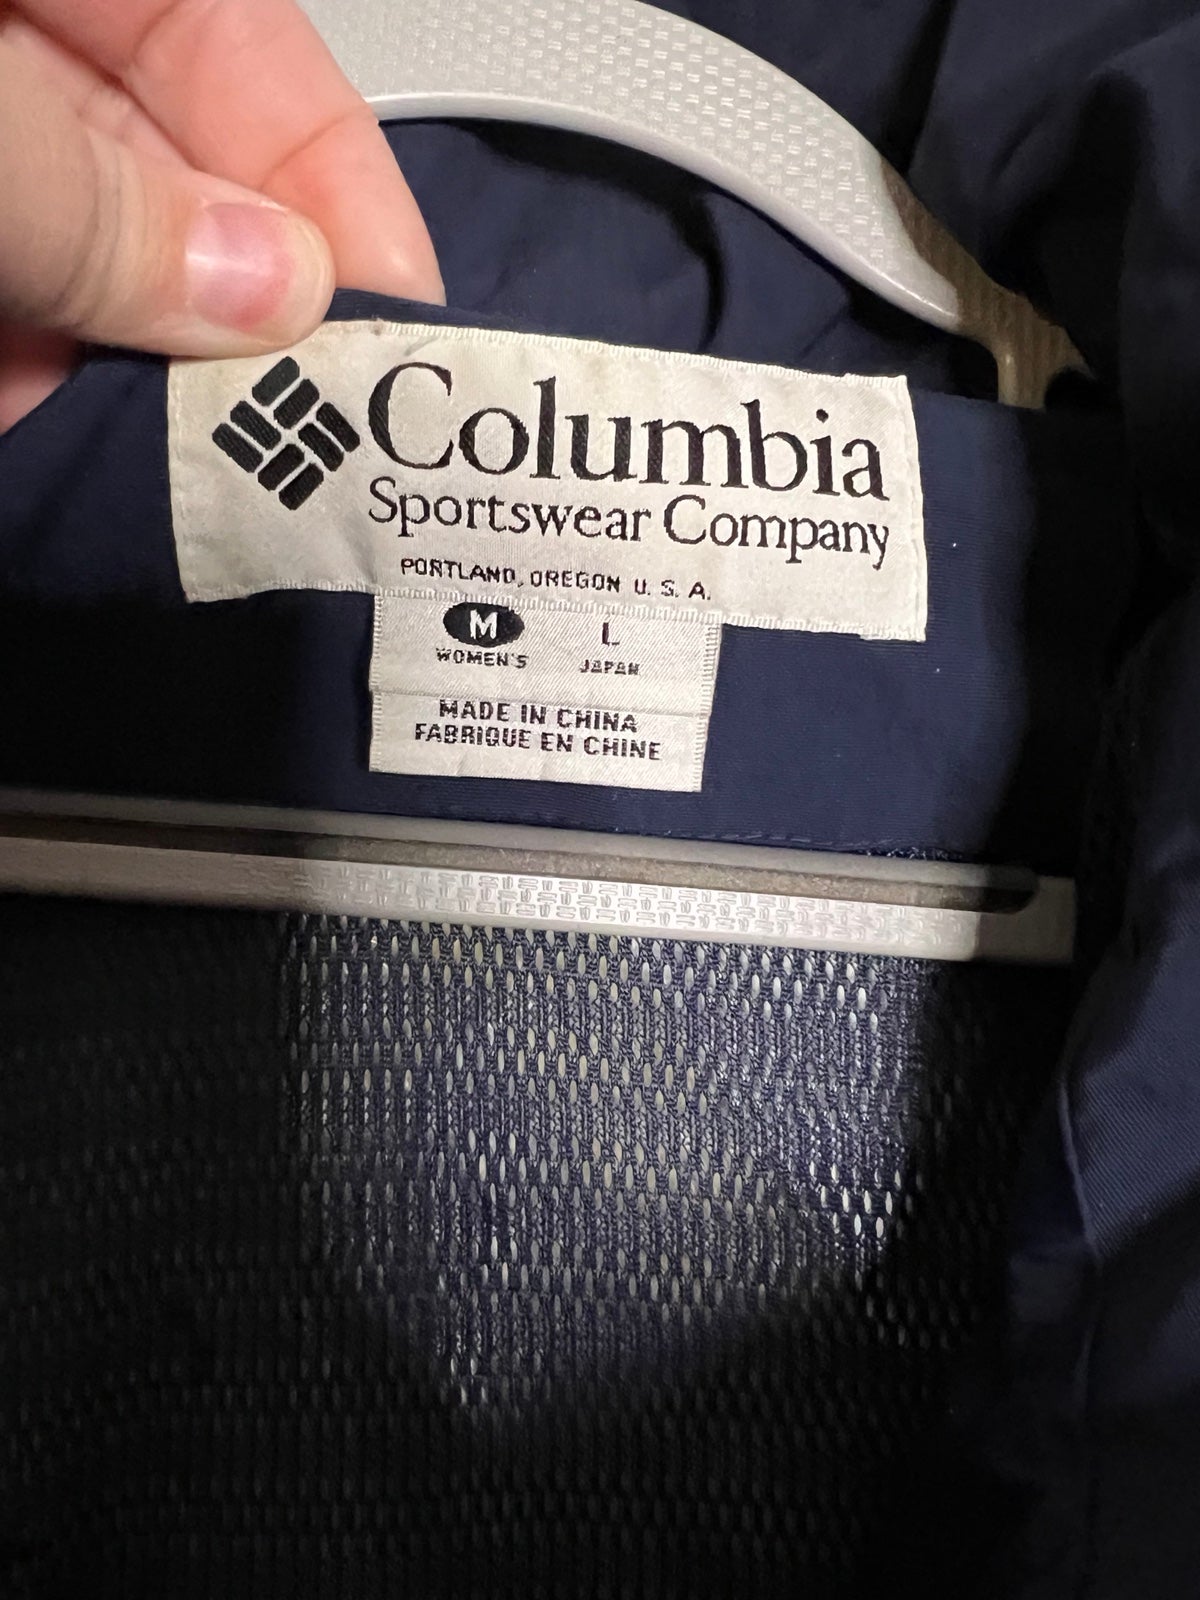 Columbia
Sportswear Company
PORTLAND, OREGON U. S. A.
M L
WOMEN'S JAPAN
MADE IN CHINA
FABRIQUE EN CHINE